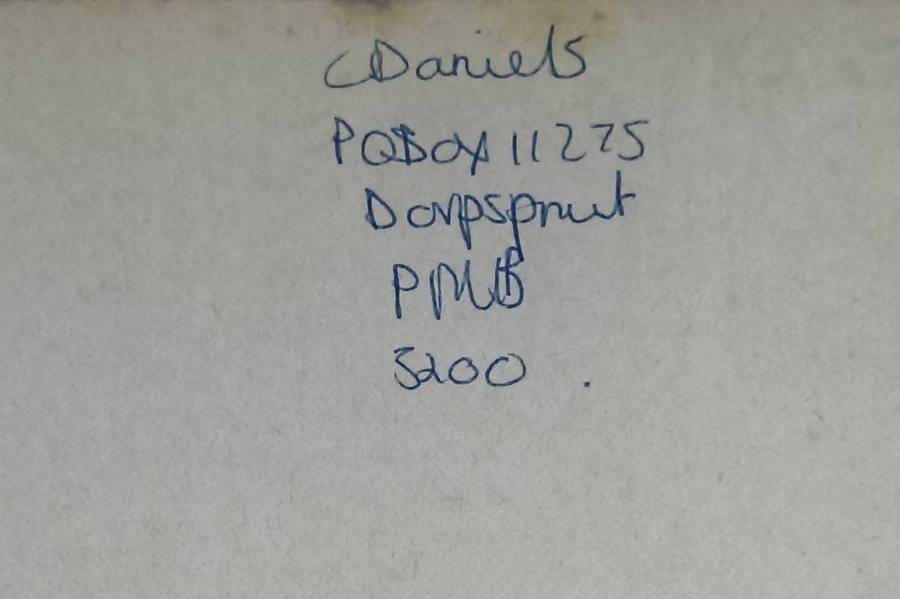 C Daniels
PO Box 11275
Dorpspruit
PMB
3200 .